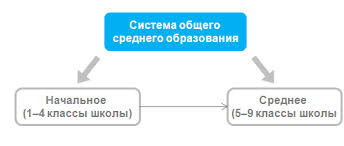 Система общего
среднего образования
Начальное
(1–4 классы школы)
Среднее
(5–9 классы школы